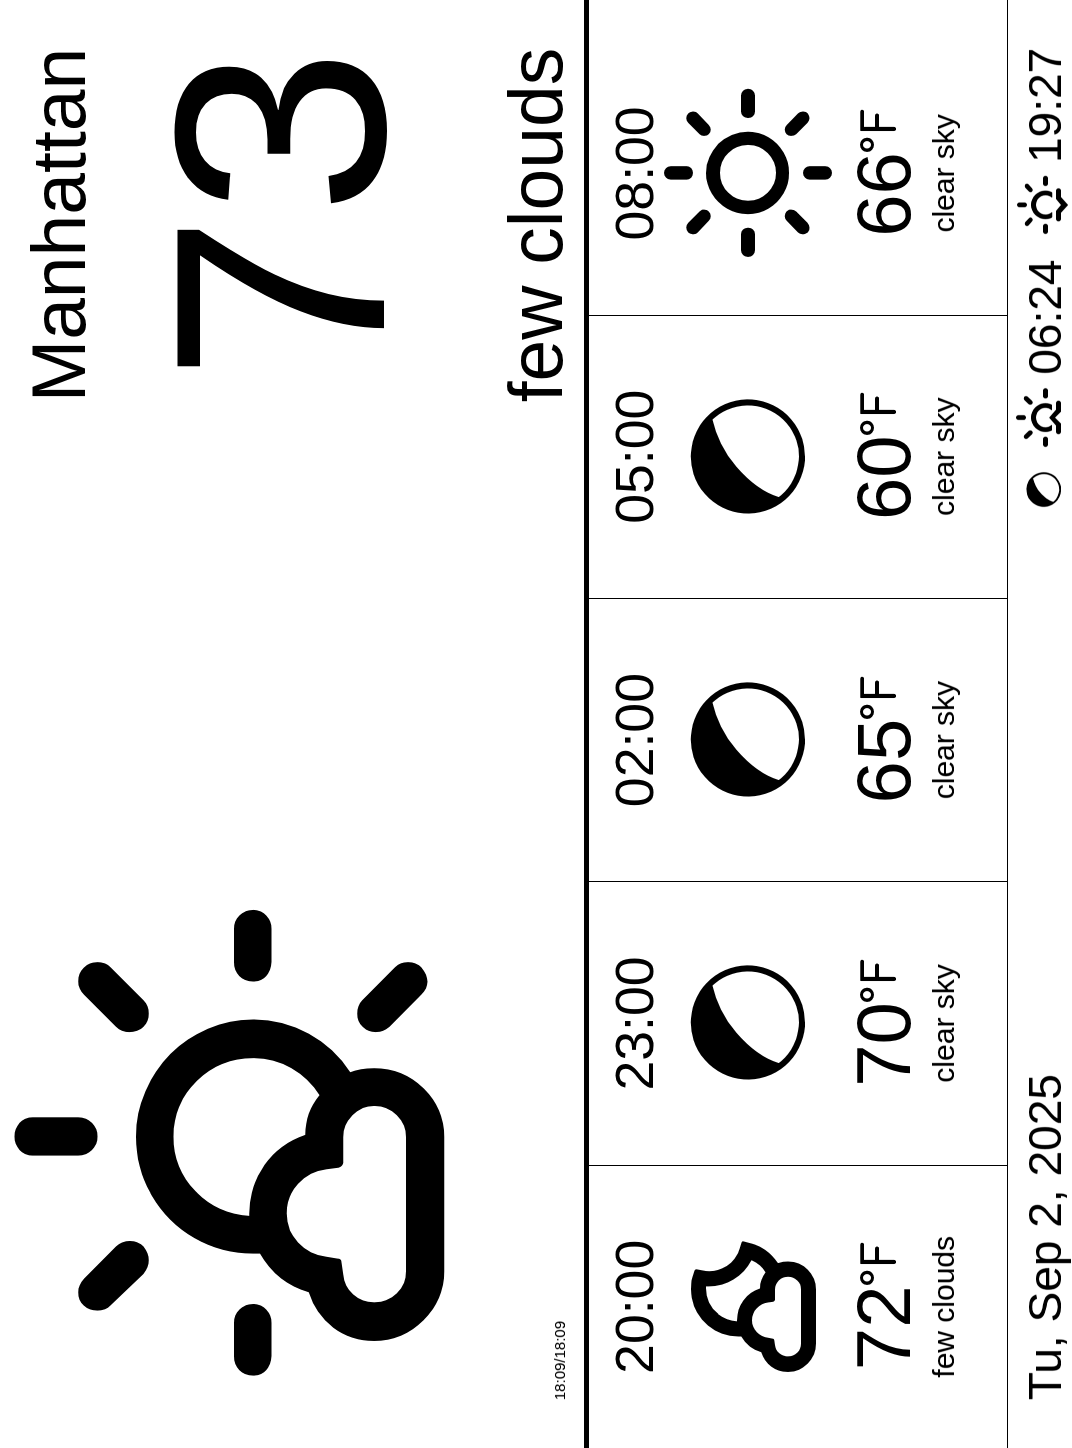 Manhattan
73
few clouds
18:09/18:09
20:00 23:00 02:00 05:00 08:00
72°F 70°F 65°F 60°F 66°F
few clouds clear sky clear sky clear sky clear sky
Tu, Sep 2, 2025 06:24 19:27